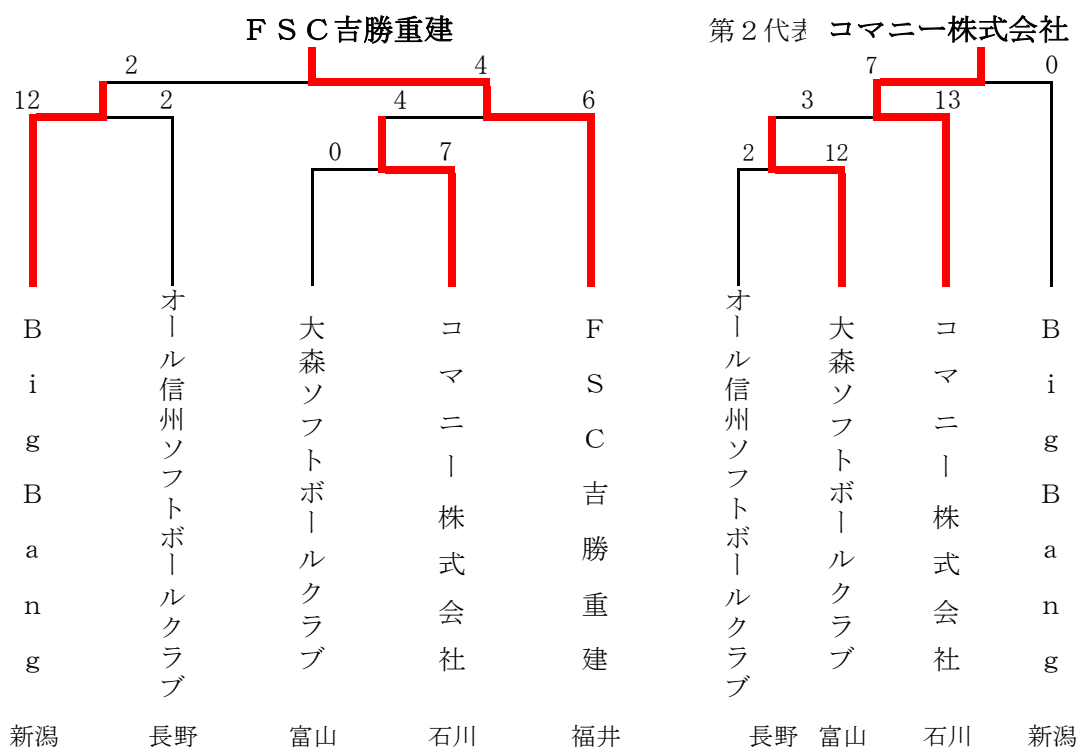 ＦＳＣ吉勝重建
第２代表
コマニー株式会社
2
4
7
0
12
2
4
6
3
13
0
7
2
12
ＢｉｇＢａｎｇ
オール信州ソフトボールクラブ
大森ソフトボールクラブ
コマニー株式会社
ＦＳＣ吉勝重建
オール信州ソフトボールクラブ
大森ソフトボールクラブ
コマニー株式会社
ＢｉｇＢａｎｇ
新潟
長野
富山
石川
福井
長野
富山
石川
新潟